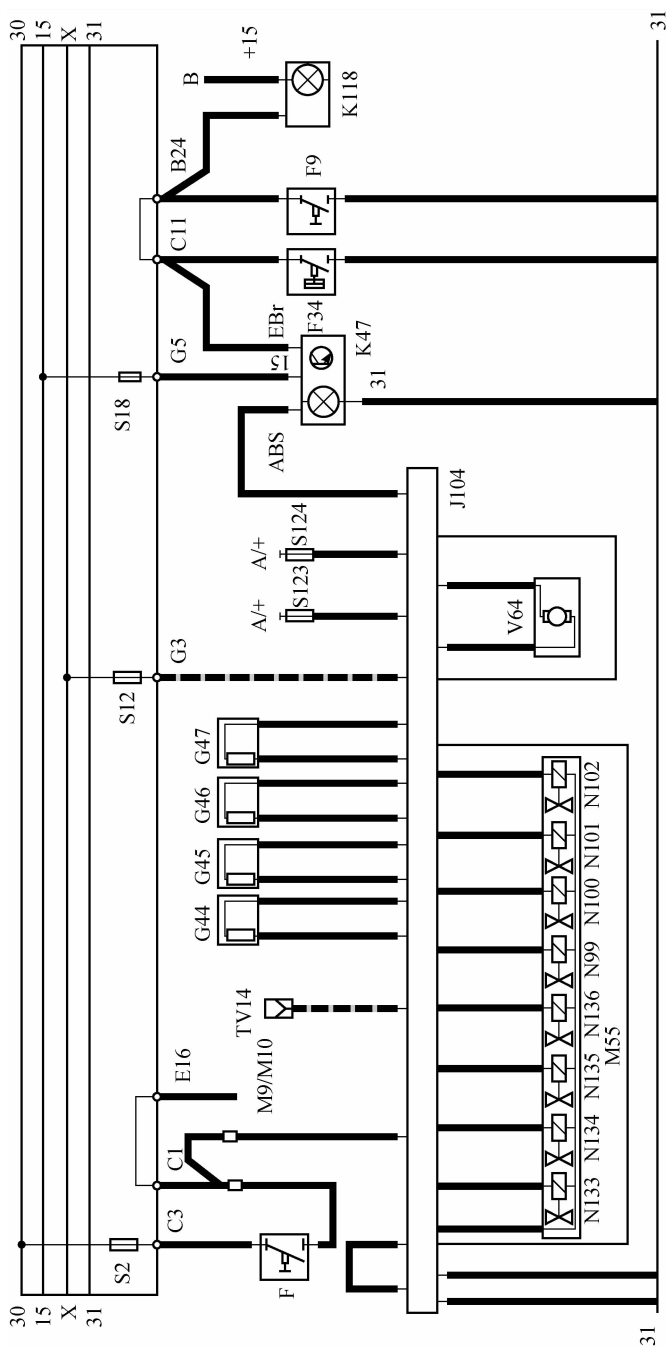 30
15
X
31
30
15
X
31
31
31
S2
S12
S18
C3
C1
E16
G3
G5
C11
B24
B
+15
K118
F9
F34
EBr
15
K47
31
ABS
J104
A/+
S124
A/+
S123
V64
G47
G46
G45
G44
TV14
M9/M10
F
N133
N134
N135
N136
N99
N100
N101
N102
M55